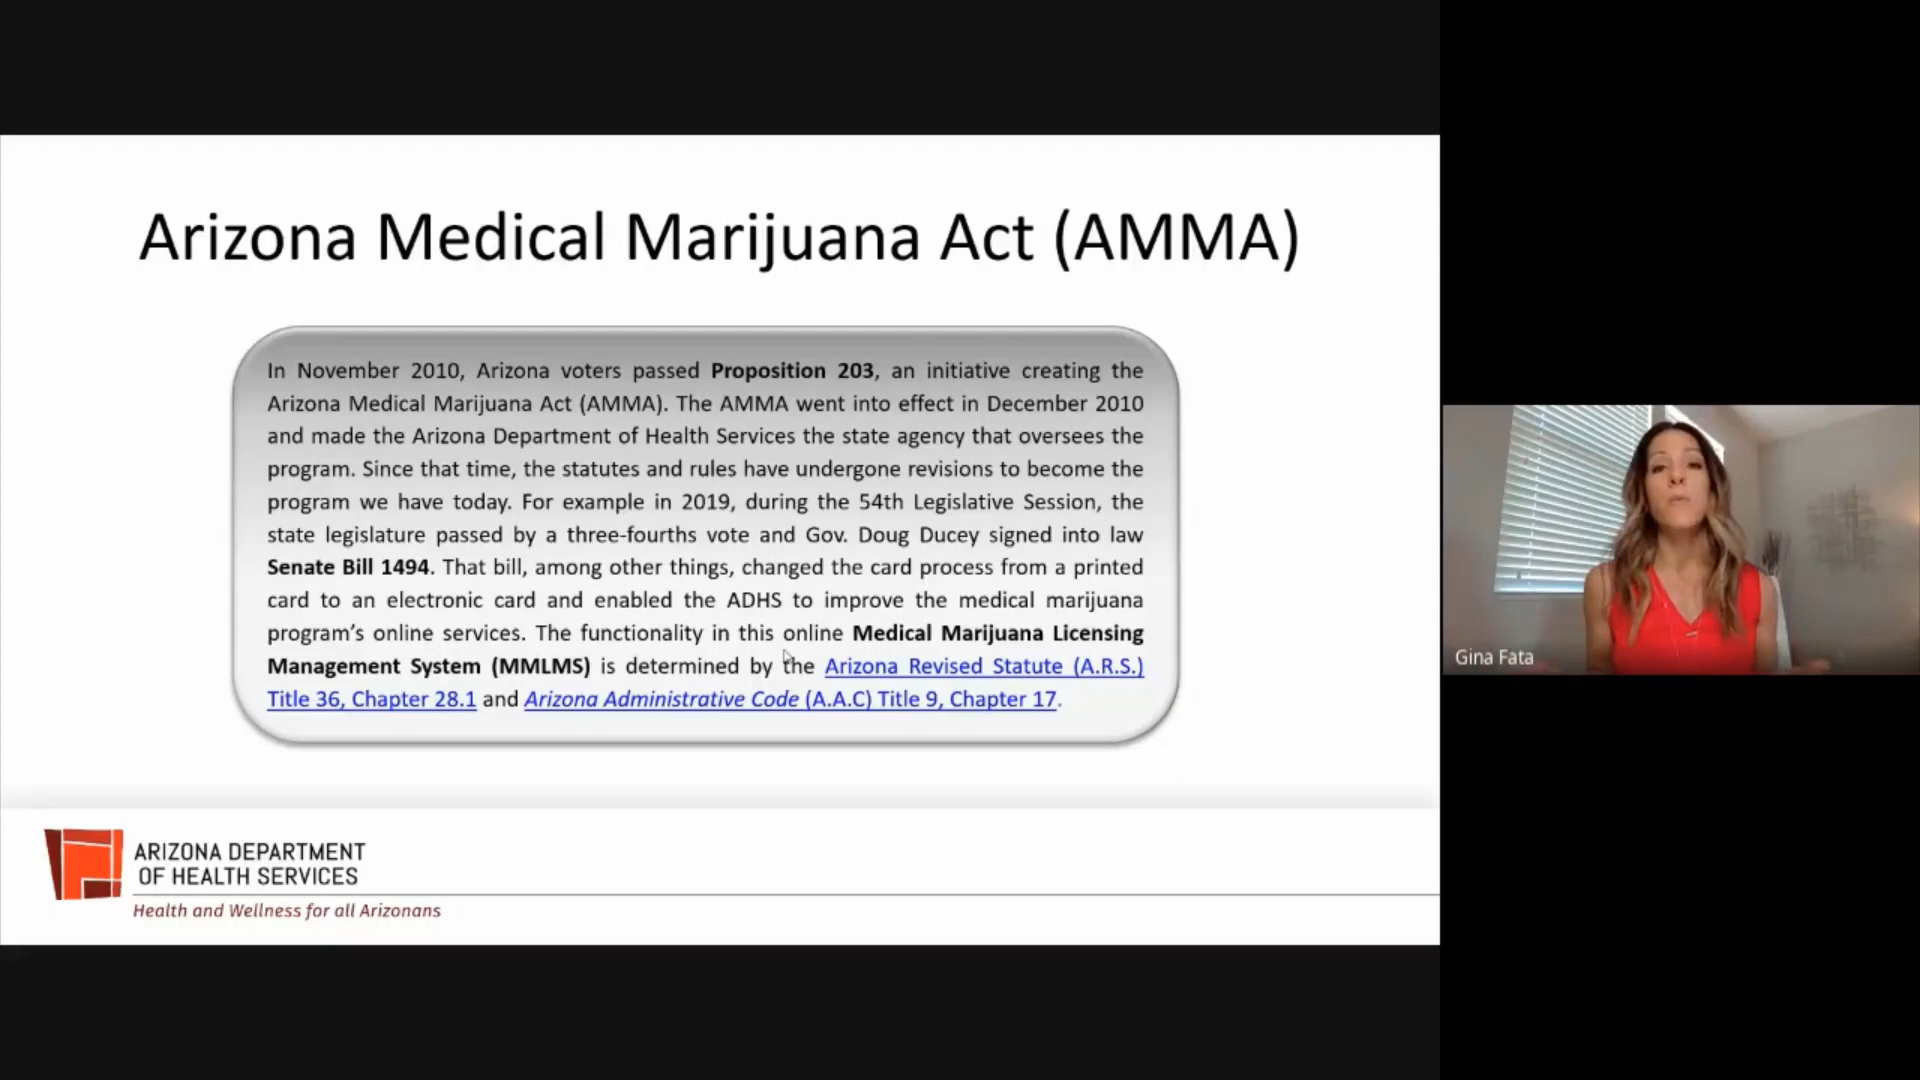 Arizona Medical Marijuana Act (AMMA)
In November 2010, Arizona voters passed Proposition 203, an initiative creating the
Arizona Medical Marijuana Act (AMMA). The AMMA went into effect in December 2010
and made the Arizona Department of Health Services the state agency that oversees the
program. Since that time, the statutes and rules have undergone revisions to become the
program we have today. For example in 2019, during the 54th Legislative Session, the
state legislature passed by a three-fourths vote and Gov. Doug Ducey signed into law
Senate Bill 1494. That bill, among other things, changed the card process from a printed
card to an electronic card and enabled the ADHS to improve the medical marijuana
program’s online services. The functionality in this online Medical Marijuana Licensing
Management System (MMLMS) is determined by the Arizona Revised Statute (A.R.S.)
Title 36, Chapter 28.1 and Arizona Administrative Code (A.A.C) Title 9, Chapter 17.
ARIZONA DEPARTMENT
OF HEALTH SERVICES
Health and Wellness for all Arizonans
Gina Fata